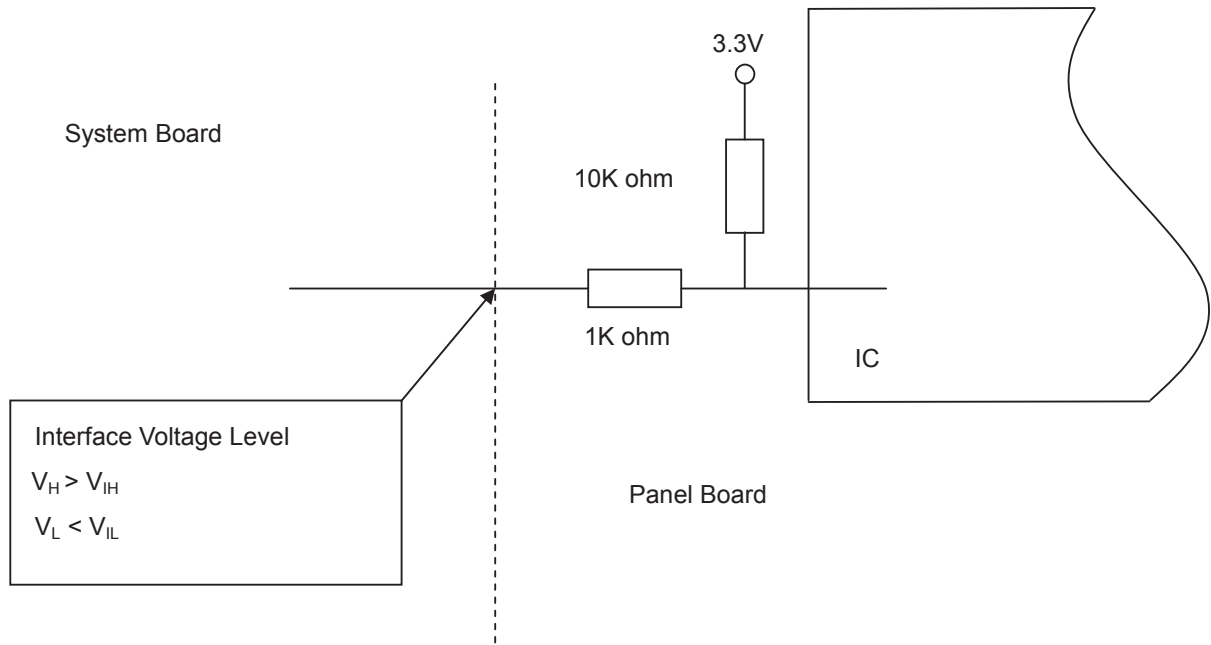 3.3V
System Board
10K ohm
1K ohm
IC
Interface Voltage Level
V_H > V_IH
V_L < V_IL
Panel Board